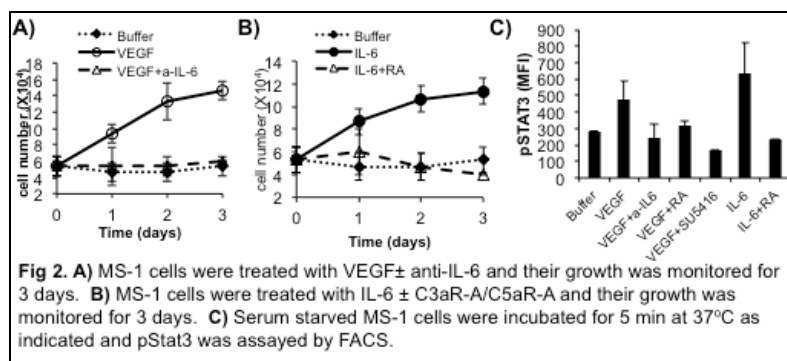 A)
Buffer
VEGF
VEGF+a-IL-6
cell number (X10⁴)
18
16
14
12
10
8
6
4
2
0 1 2 3
Time (days)
B)
Buffer
IL-6
IL-6+RA
cell number (X10⁴)
14
12
10
8
6
4
2
0 1 2 3
Time (days)
C)
pSTAT3 (MFI)
900
800
700
600
500
400
300
200
100
0
Buffer
VEGF
VEGF+a-IL6
VEGF+RA
VEGF+SU5416
IL-6
IL-6+RA
Fig 2. A) MS-1 cells were treated with VEGF± anti-IL-6 and their growth was monitored for
3 days. B) MS-1 cells were treated with IL-6 ± C3aR-A/C5aR-A and their growth was
monitored for 3 days. C) Serum starved MS-1 cells were incubated for 5 min at 37ºC as
indicated and pStat3 was assayed by FACS.